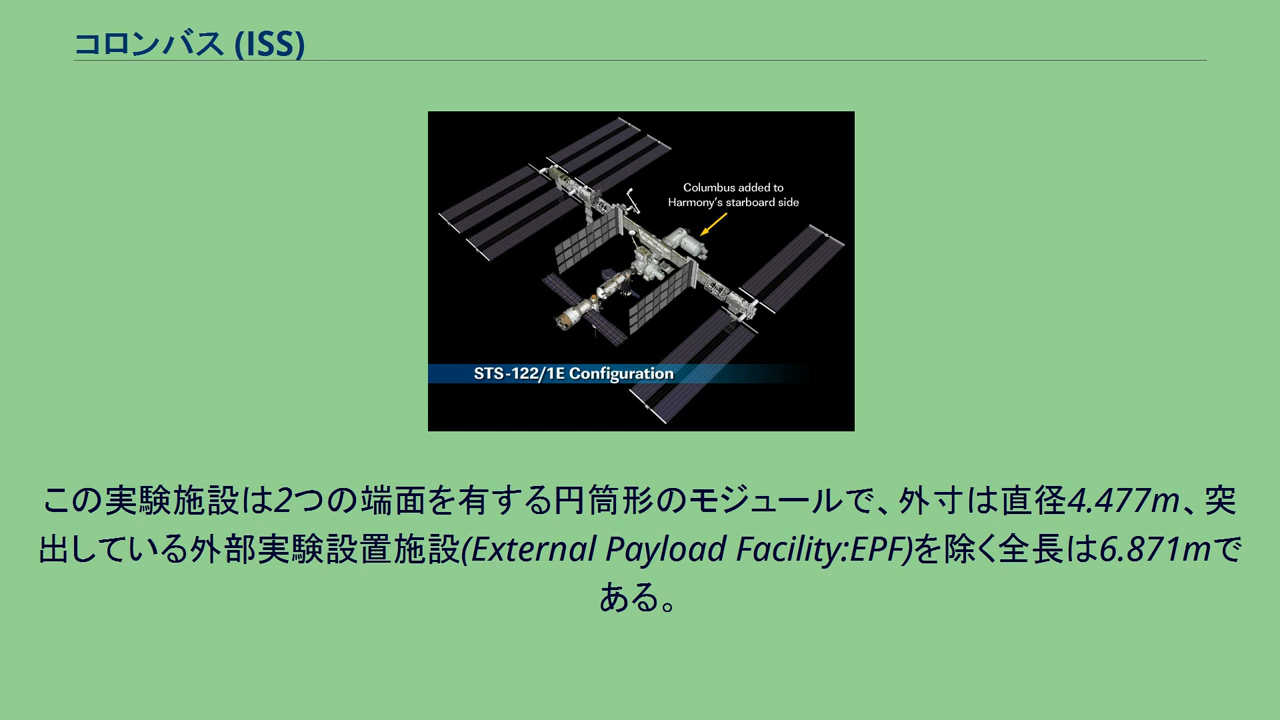 コロンバス (ISS)
Columbus added to
Harmony's starboard side
STS-122/1E Configuration
この実験施設は2つの端面を有する円筒形のモジュールで、外寸は直径4.477m、突
出している外部実験設置施設(External Payload Facility:EPF)を除く全長は6.871mで
ある。